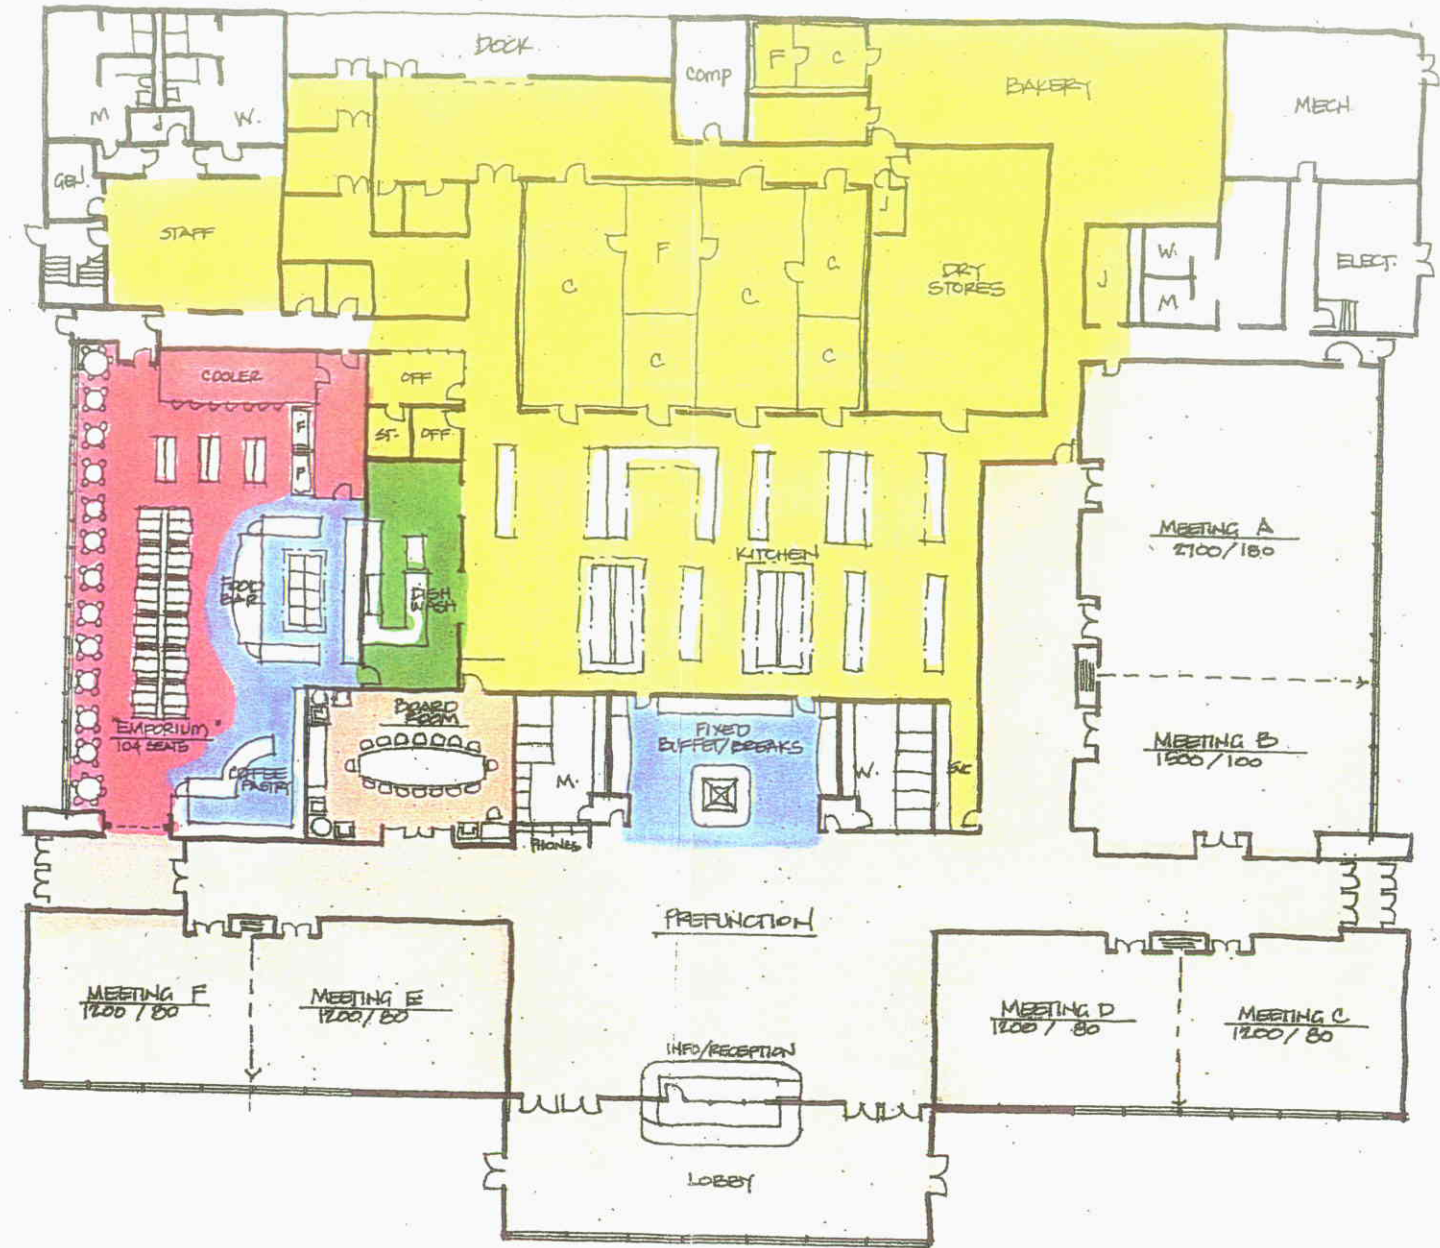 DOCK
COMP
F
C
BAKERY
MECH
M
J
W.
GEN.
STAFF
J
C
F
C
C
C
C
DRY
STORES
J
W.
M
ELECT.
COOLER
OFF
ST.
OFF
F
F
MEETING A
2700/180
KITCHEN
FOOD
BAR
DISH
WASH
MEETING B
1500/100
"EMPORIUM"
104 SEATS
BOARD
ROOM
FIXED
BUFFET/BREAKS
COFFEE
PASTRY
M.
W.
SVC
PHONES
PREFUNCTION
MEETING F
1200/80
MEETING E
1200/80
MEETING D
1200/80
MEETING C
1200/80
INFO/RECEPTION
LOBBY